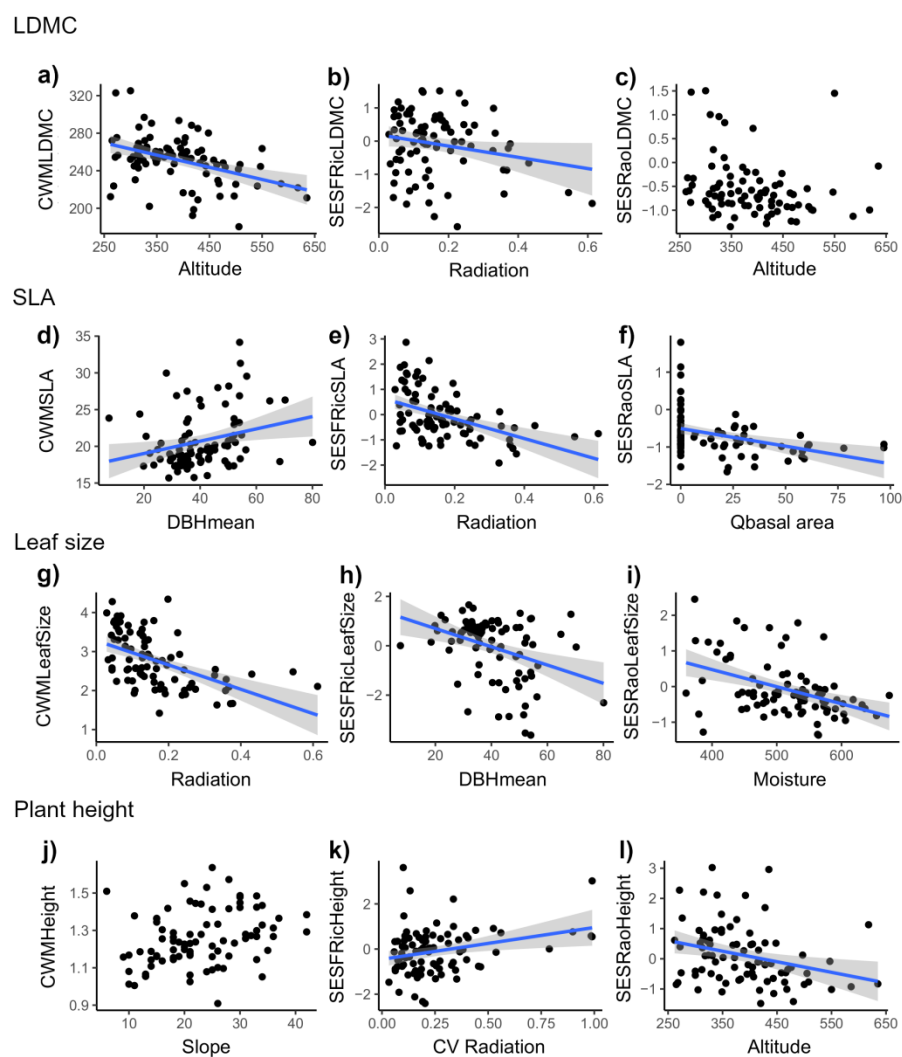 LDMC
a) b) c)
CWMLDMC
320
280
240
200
250 350 450 550 650
Altitude
SESFRicLDMC
1
0
−1
−2
0.0 0.2 0.4 0.6
Radiation
SESRaoLDMC
1.5
1.0
0.5
0.0
−0.5
−1.0
250 350 450 550 650
Altitude
SLA
d) e) f)
CWMSLA
35
30
25
20
15
20 40 60 80
DBHmean
SESFRicSLA
3
2
1
0
−1
−2
0.0 0.2 0.4 0.6
Radiation
SESRaoSLA
2
1
0
−1
−2
0 25 50 75 100
Qbasal area
Leaf size
g) h) i)
CWMLeafSize
4
3
2
1
0.0 0.2 0.4 0.6
Radiation
SESFRicLeafSize
2
0
−2
20 40 60 80
DBHmean
SESRaoLeafSize
2
1
0
−1
400 500 600
Moisture
Plant height
j) k) l)
CWMHeight
1.5
1.3
1.1
0.9
10 20 30 40
Slope
SESFRicHeight
4
2
0
−2
0.00 0.25 0.50 0.75 1.00
CV Radiation
SESRaoHeight
3
2
1
0
−1
250 350 450 550 650
Altitude